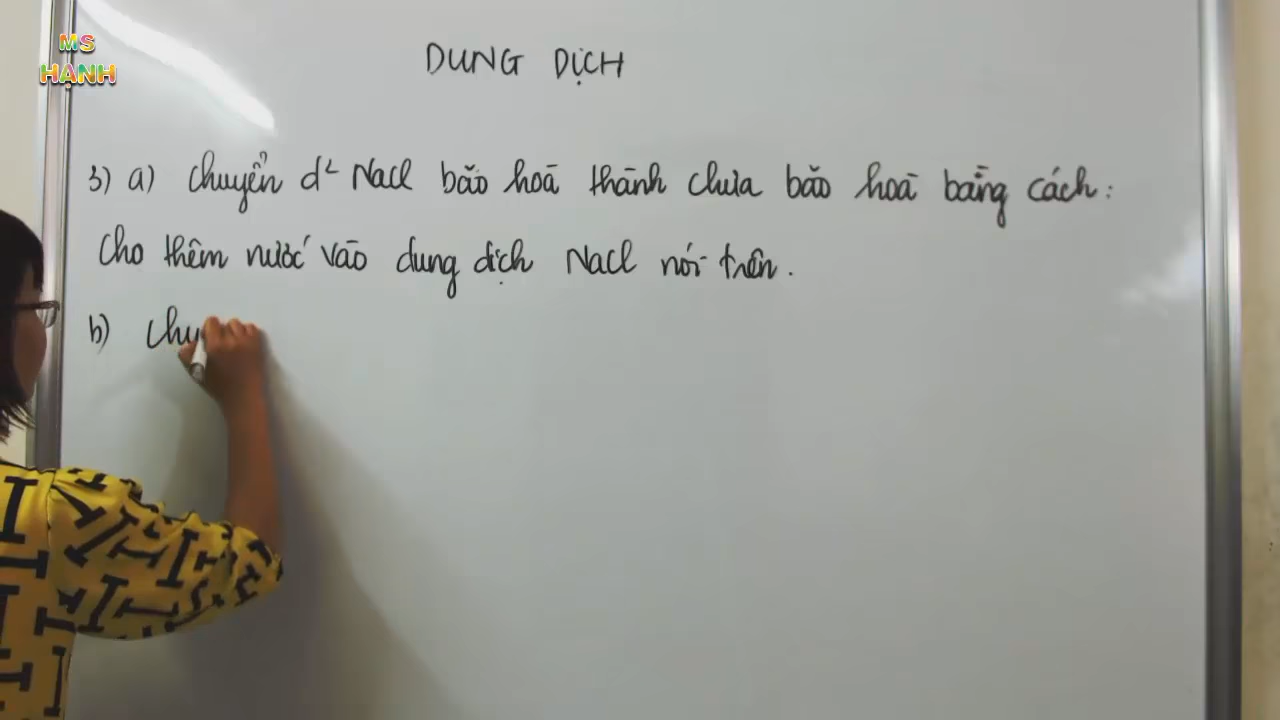 MS
HẠNH
DUNG DỊCH
3) a) Chuyển d² NaCl bão hoà thành chưa bão hoà bằng cách:
Cho thêm nước vào dung dịch NaCl nói trên.
b) Chu